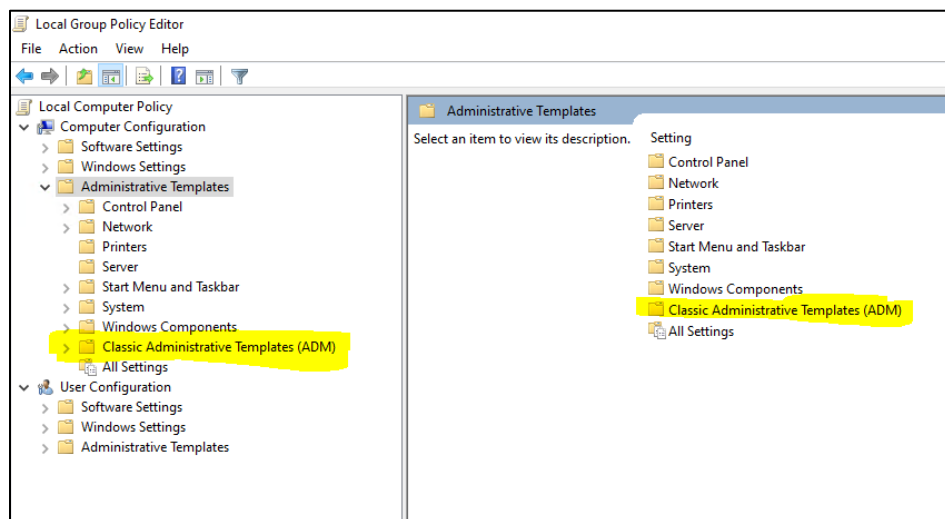 Local Group Policy Editor
File Action View Help
Local Computer Policy
Computer Configuration
Software Settings
Windows Settings
Administrative Templates
Control Panel
Network
Printers
Server
Start Menu and Taskbar
System
Windows Components
Classic Administrative Templates (ADM)
All Settings
User Configuration
Software Settings
Windows Settings
Administrative Templates
Administrative Templates
Select an item to view its description.
Setting
Control Panel
Network
Printers
Server
Start Menu and Taskbar
System
Windows Components
Classic Administrative Templates (ADM)
All Settings